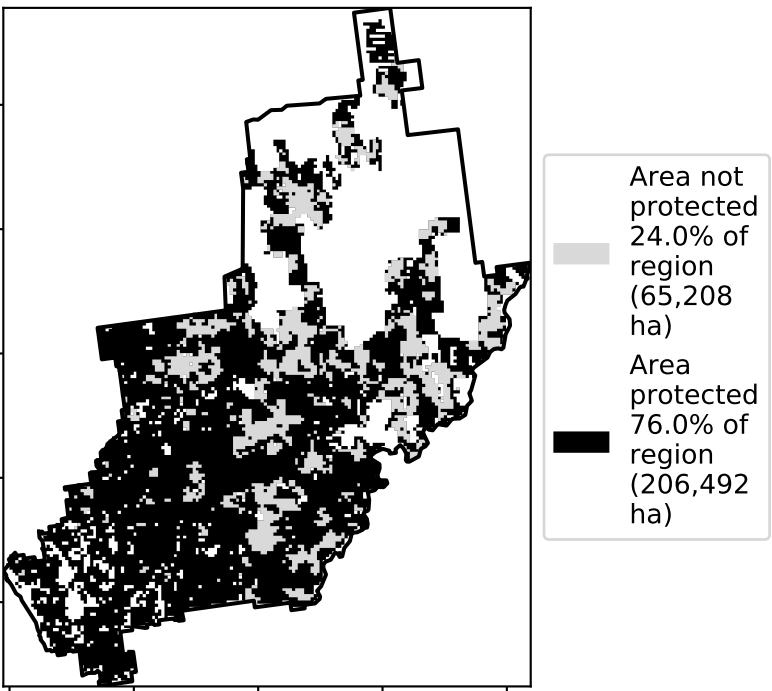 Area not
protected
24.0% of
region
(65,208
ha)
Area
protected
76.0% of
region
(206,492
ha)